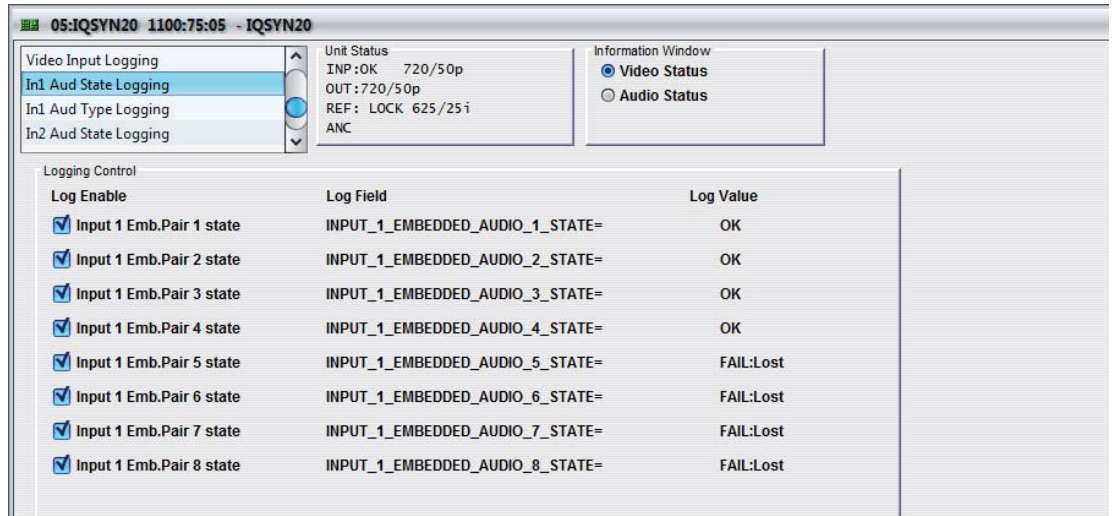 05:IQSYN20 1100:75:05 - IQSYN20
Video Input Logging
In1 Aud State Logging
In1 Aud Type Logging
In2 Aud State Logging
Unit Status
INP:OK 720/50p
OUT:720/50p
REF: LOCK 625/25i
ANC
Information Window
Video Status
Audio Status
Logging Control
Log Enable Log Field Log Value
Input 1 Emb.Pair 1 state INPUT_1_EMBEDDED_AUDIO_1_STATE= OK
Input 1 Emb.Pair 2 state INPUT_1_EMBEDDED_AUDIO_2_STATE= OK
Input 1 Emb.Pair 3 state INPUT_1_EMBEDDED_AUDIO_3_STATE= OK
Input 1 Emb.Pair 4 state INPUT_1_EMBEDDED_AUDIO_4_STATE= OK
Input 1 Emb.Pair 5 state INPUT_1_EMBEDDED_AUDIO_5_STATE= FAIL:Lost
Input 1 Emb.Pair 6 state INPUT_1_EMBEDDED_AUDIO_6_STATE= FAIL:Lost
Input 1 Emb.Pair 7 state INPUT_1_EMBEDDED_AUDIO_7_STATE= FAIL:Lost
Input 1 Emb.Pair 8 state INPUT_1_EMBEDDED_AUDIO_8_STATE= FAIL:Lost